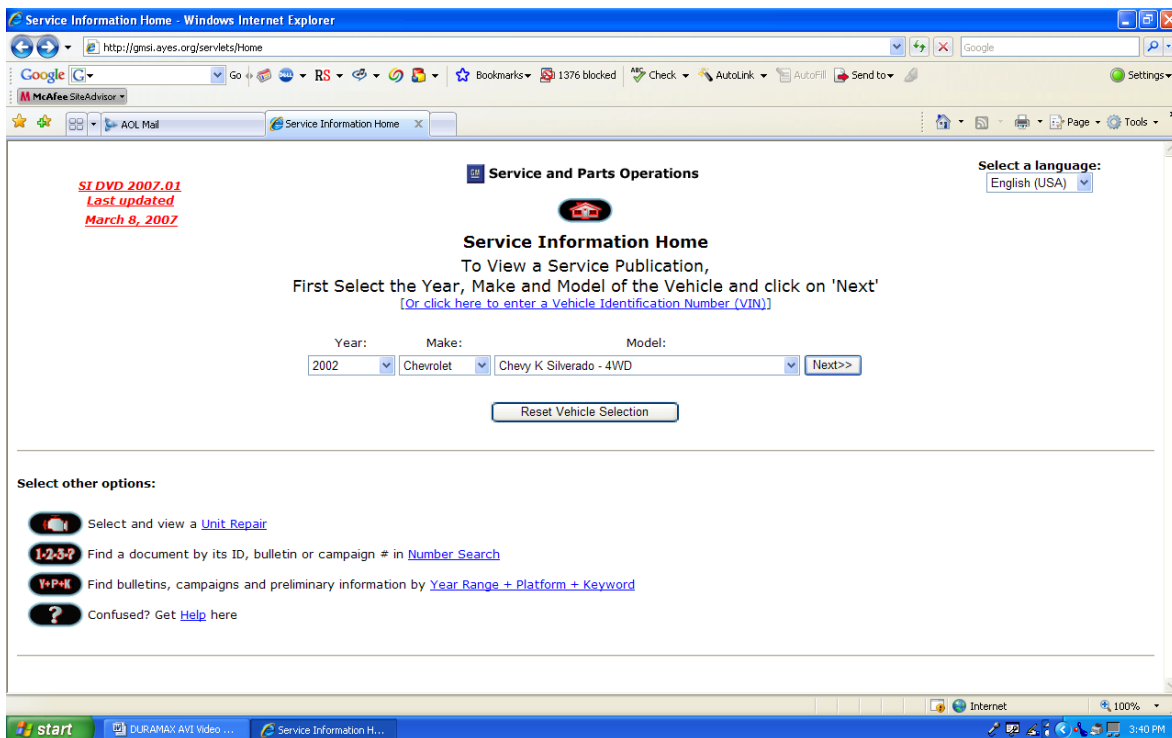 Service Information Home - Windows Internet Explorer
http://gmsi.ayes.org/servlets/Home
Google
Google G
Go
RS
Bookmarks
1376 blocked
ABC
Check
AutoLink
AutoFill
Send to
Settings
M McAfee SiteAdvisor
AOL Mail
Service Information Home X
Page
Tools
SI DVD 2007.01
Last updated
March 8, 2007
GM Service and Parts Operations
Select a language:
English (USA)
Service Information Home
To View a Service Publication,
First Select the Year, Make and Model of the Vehicle and click on 'Next'
[Or click here to enter a Vehicle Identification Number (VIN)]
Year: Make: Model:
2002 Chevrolet Chevy K Silverado - 4WD Next>>
Reset Vehicle Selection
Select other options:
Select and view a Unit Repair
1-2-3-? Find a document by its ID, bulletin or campaign # in Number Search
Y+P+K Find bulletins, campaigns and preliminary information by Year Range + Platform + Keyword
? Confused? Get Help here
Internet
100%
start
DURAMAX AVI Video ...
Service Information H...
3:40 PM